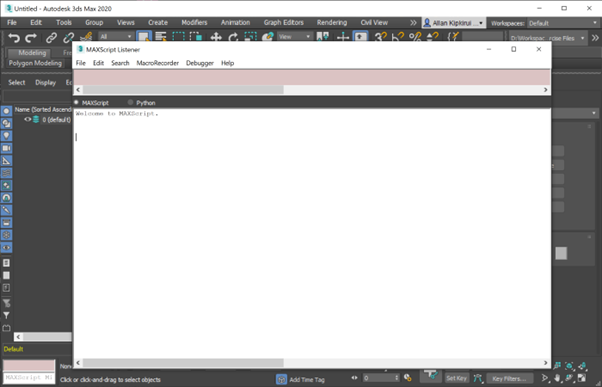 Untitled - Autodesk 3ds Max 2020
File Edit Tools Group Views Create Modifiers Animation Graph Editors Rendering Civil View Allan Kipkirui Workspaces: Default
All View D:\Workspac...rose Files
Modeling
Polygon Modeling
MAXScript Listener
File Edit Search MacroRecorder Debugger Help
MAXScript Python
Welcome to MAXScript.
Select Display
Name (Sorted Ascend
0 (default)
Default
MAXScript Mi
Click or click-and-drag to select objects
Add Time Tag
0
Set Key
Key Filters...